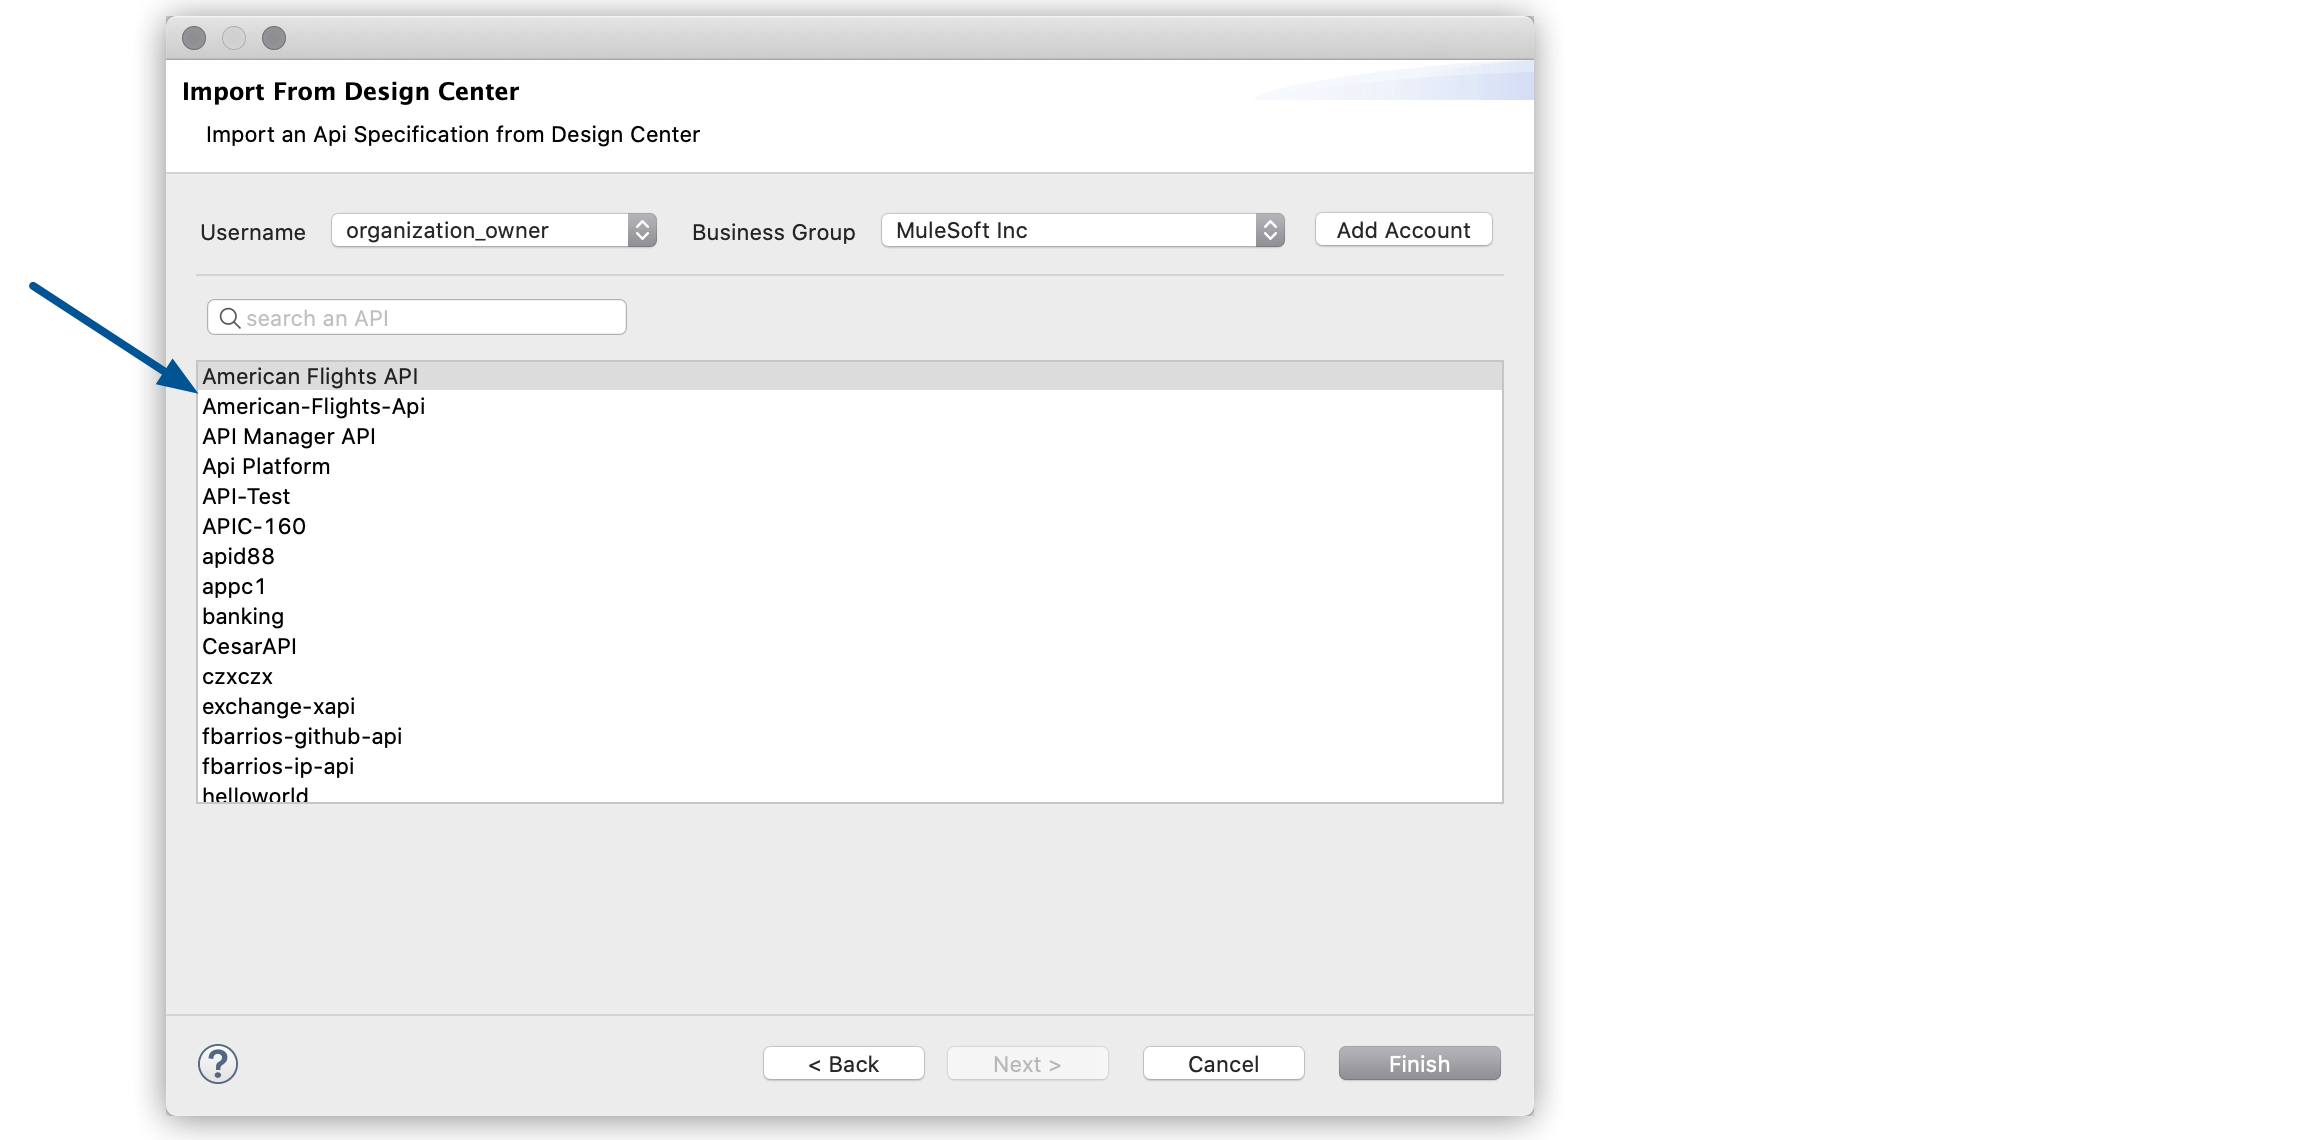 Import From Design Center
Import an Api Specification from Design Center
Username organization_owner Business Group MuleSoft Inc Add Account
search an API
American Flights API
American-Flights-Api
API Manager API
Api Platform
API-Test
APIC-160
apid88
appc1
banking
CesarAPI
czxczx
exchange-xapi
fbarrios-github-api
fbarrios-ip-api
helloworld
? < Back Next > Cancel Finish